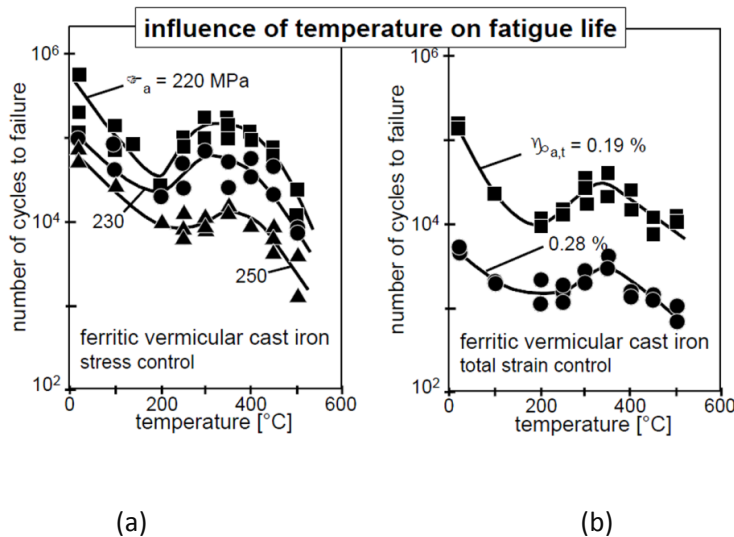 influence of temperature on fatigue life
number of cycles to failure
10⁶
10⁴
10²
σₐ = 220 MPa
230
250
ferritic vermicular cast iron
stress control
0 200 400 600
temperature [°C]
number of cycles to failure
10⁶
10⁴
10²
a,t = 0.19 %
0.28 %
ferritic vermicular cast iron
total strain control
0 200 400 600
temperature [°C]
(a) (b)